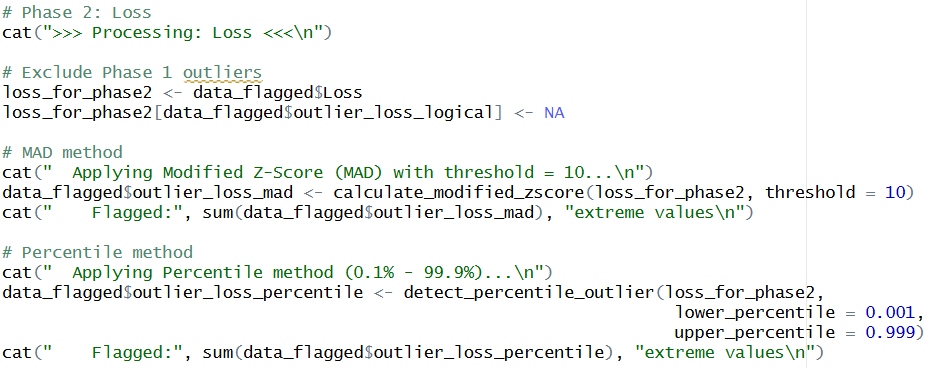 # Phase 2: Loss
cat(">>> Processing: Loss <<<\n")
# Exclude Phase 1 outliers
loss_for_phase2 <- data_flagged$Loss
loss_for_phase2[data_flagged$outlier_loss_logical] <- NA
# MAD method
cat("  Applying Modified Z-Score (MAD) with threshold = 10...\n")
data_flagged$outlier_loss_mad <- calculate_modified_zscore(loss_for_phase2, threshold = 10)
cat("    Flagged:", sum(data_flagged$outlier_loss_mad), "extreme values\n")
# Percentile method
cat("  Applying Percentile method (0.1% - 99.9%)...\n")
data_flagged$outlier_loss_percentile <- detect_percentile_outlier(loss_for_phase2,
lower_percentile = 0.001,
upper_percentile = 0.999)
cat("    Flagged:", sum(data_flagged$outlier_loss_percentile), "extreme values\n")